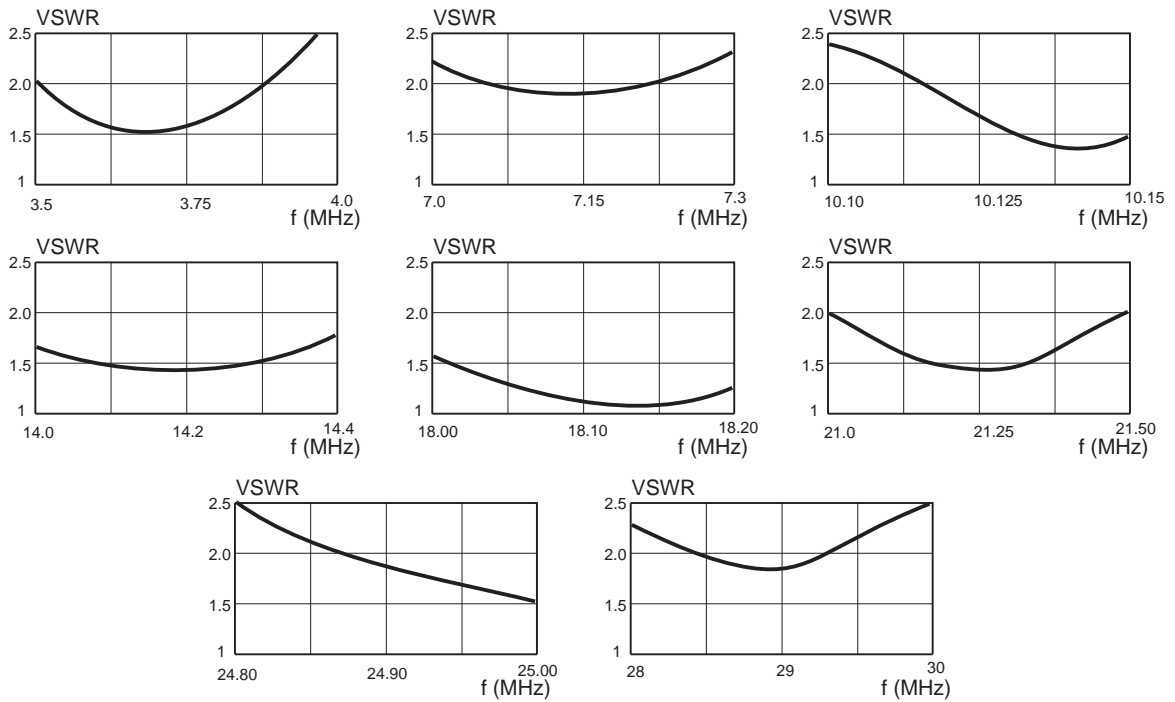 VSWR
2.5
2.0
1.5
1
3.5 3.75 4.0
f (MHz)
VSWR
2.5
2.0
1.5
1
7.0 7.15 7.3
f (MHz)
VSWR
2.5
2.0
1.5
1
10.10 10.125 10.15
f (MHz)
VSWR
2.5
2.0
1.5
1
14.0 14.2 14.4
f (MHz)
VSWR
2.5
2.0
1.5
1
18.00 18.10 18.20
f (MHz)
VSWR
2.5
2.0
1.5
1
21.0 21.25 21.50
f (MHz)
VSWR
2.5
2.0
1.5
1
24.80 24.90 25.00
f (MHz)
VSWR
2.5
2.0
1.5
1
28 29 30
f (MHz)